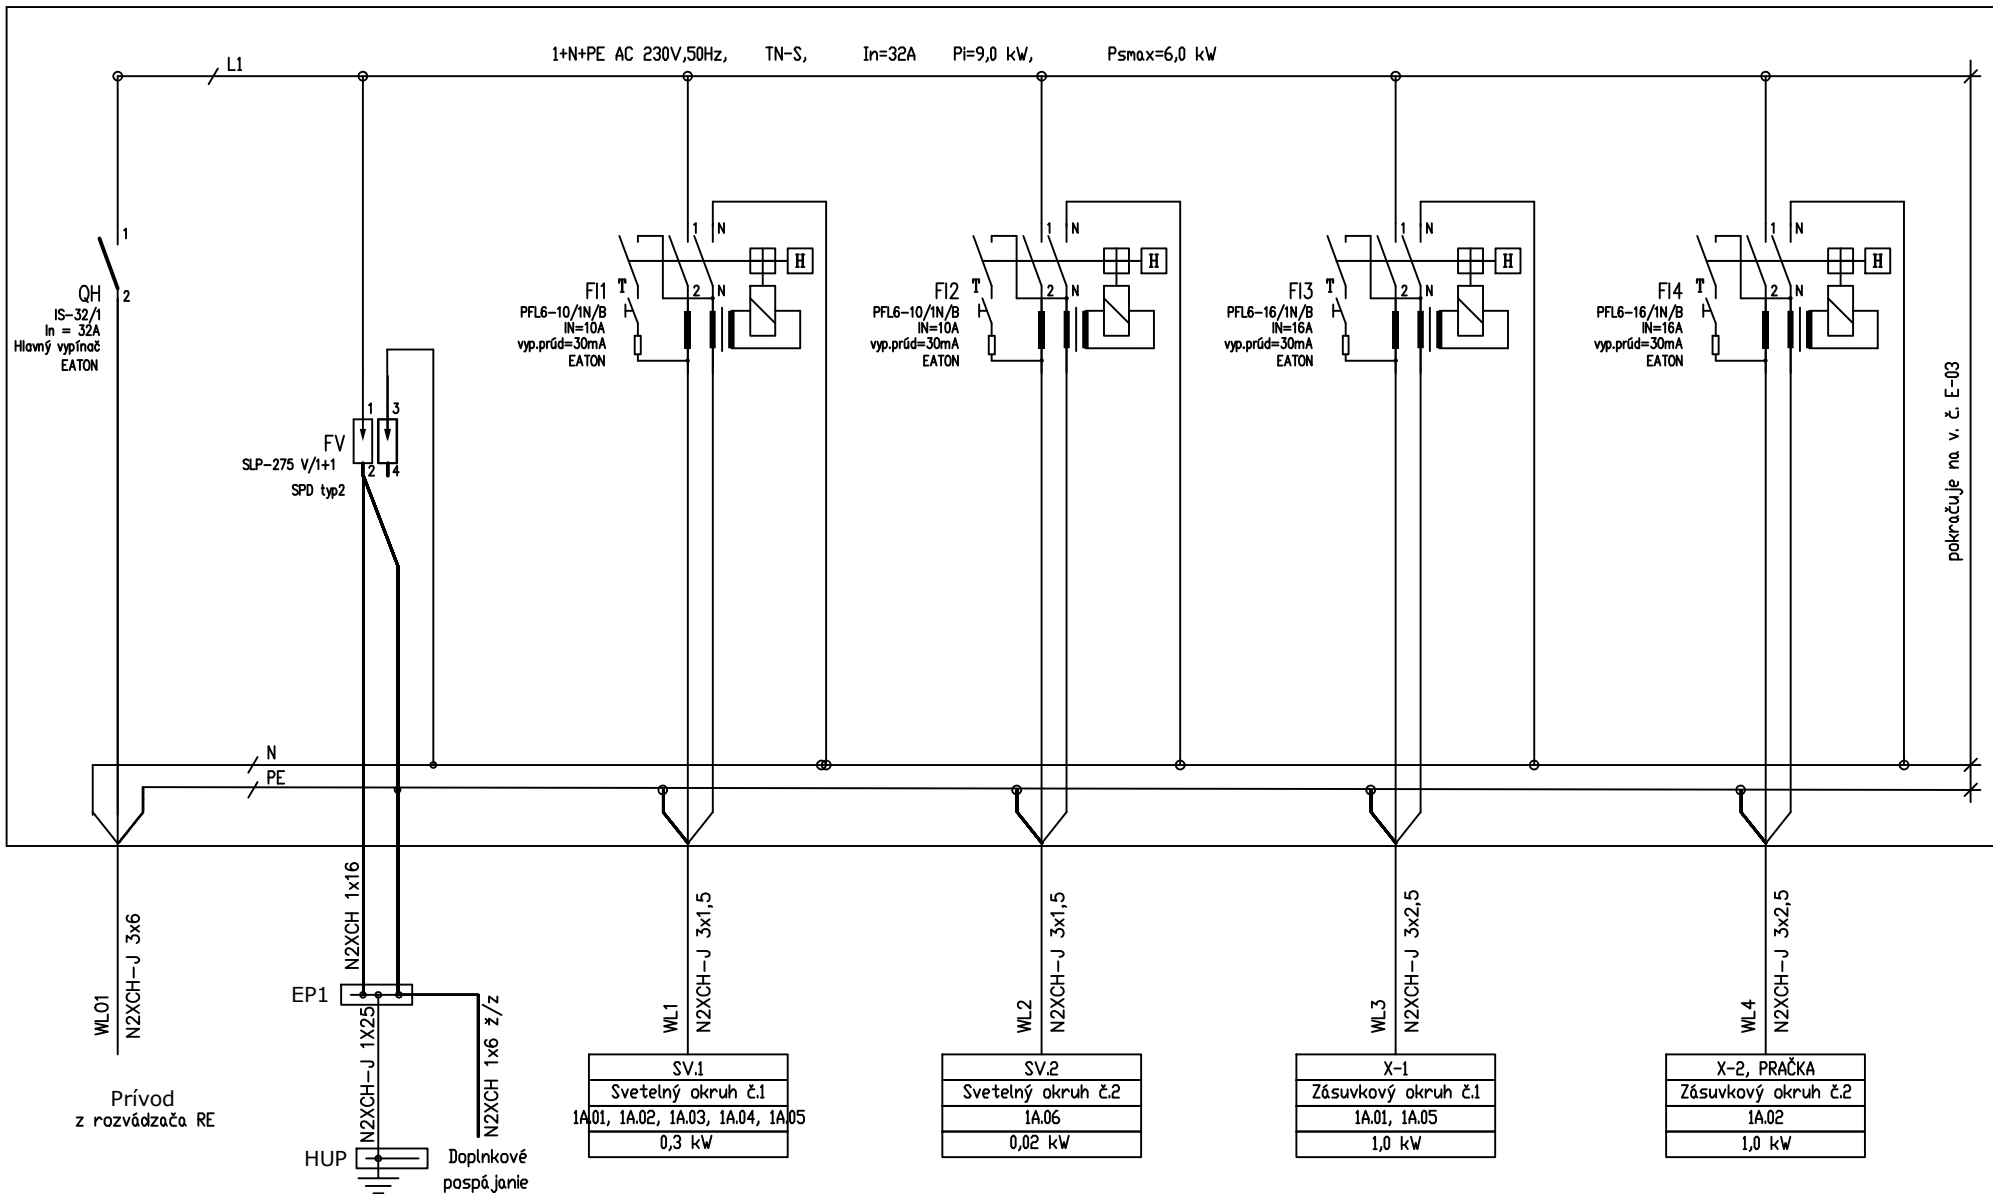 1+N+PE AC 230V,50Hz, TN-S, In=32A Pi=9,0 kW, Psmax=6,0 kW
L1
1
2
QH
IS-32/1
In = 32A
Hlavný vypínač
EATON
1
3
FV
SLP-275 V/1+1
2
4
SPD typ2
1
N
H
T
FI1
2
N
PFL6-10/1N/B
IN=10A
vyp.prúd=30mA
EATON
1
N
H
T
FI2
2
N
PFL6-10/1N/B
IN=10A
vyp.prúd=30mA
EATON
1
N
H
T
FI3
2
N
PFL6-16/1N/B
IN=16A
vyp.prúd=30mA
EATON
1
N
H
T
FI4
2
N
PFL6-16/1N/B
IN=16A
vyp.prúd=30mA
EATON
pokračuje na v. č. E-03
N
PE
WL01
N2XCH-J 3x6
Prívod
z rozvádzača RE
N2XCH 1x16
EP1
N2XCH-J 1X25
N2XCH 1x6 ž/z
HUP
Doplnkové
pospájanie
WL1
N2XCH-J 3x1,5
SV.1
Svetelný okruh č.1
1A.01, 1A.02, 1A.03, 1A.04, 1A.05
0,3 kW
WL2
N2XCH-J 3x1,5
SV.2
Svetelný okruh č.2
1A.06
0,02 kW
WL3
N2XCH-J 3x2,5
X-1
Zásuvkový okruh č.1
1A.01, 1A.05
1,0 kW
WL4
N2XCH-J 3x2,5
X-2, PRAČKA
Zásuvkový okruh č.2
1A.02
1,0 kW